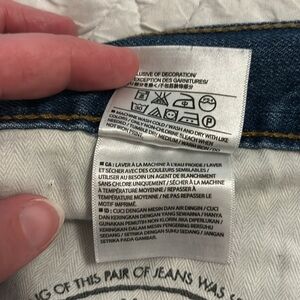 EXCLUSIVE OF DECORATION/
EXCEPTION DES GARNITURES/
■ MACHINE WASH COLD / WASH AND DRY WITH LIKE
COLORS / ONLY NON-CHLORINE BLEACH WHEN
NEEDED / TUMBLE DRY MEDIUM / WARM IRON / DO
NOT IRON
■ CA: LAVER À LA MACHINE À L'EAU FROIDE / LAVER
ET SÉCHER AVEC DES COULEURS SEMBLABLES /
UTILISER AU BESOIN UN AGENT DE BLANCHIMENT
SANS CHLORE UNIQUEMENT / SÉCHER À MACHINE
À TEMPÉRATURE MOYENNE / REPASSER À
TEMPÉRATURE MOYENNE / NE PAS REPASSER LE
MOTIF IMPRIMÉ
■ ID: CUCI DENGAN MESIN DAN AIR DINGIN / CUCI
DAN KERINGKAN DENGAN YANG SEWARNA / HANYA
GUNAKAN PEMUTIH NON KLORIN JIKA DIPERLUKAN /
KERINGKAN DALAM MESIN PENGERING BERSUHU
SEDANG / SETRIKA DENGAN SUHU SEDANG / JANGAN
SETRIKA PADA GAMBAR.
OF THIS PAIR OF JEANS WAS